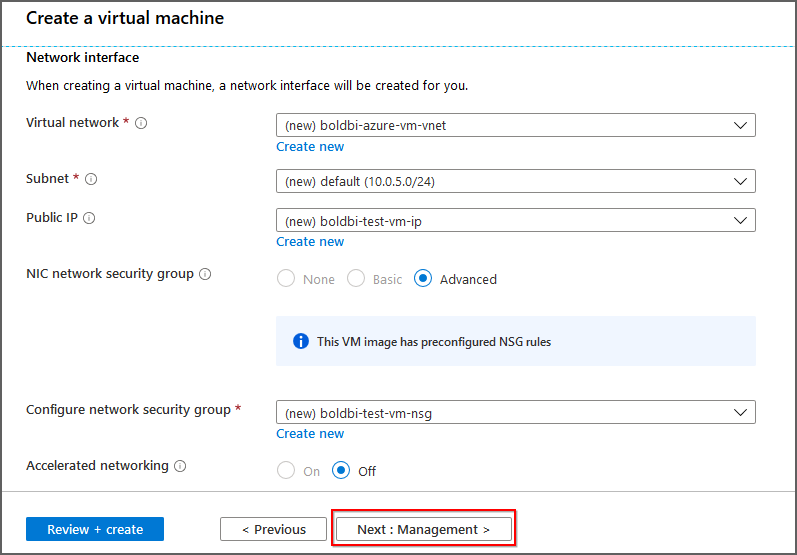 Create a virtual machine
Network interface
When creating a virtual machine, a network interface will be created for you.
Virtual network *
(new) boldbi-azure-vm-vnet
Create new
Subnet *
(new) default (10.0.5.0/24)
Public IP
(new) boldbi-test-vm-ip
Create new
NIC network security group
None Basic Advanced
This VM image has preconfigured NSG rules
Configure network security group *
(new) boldbi-test-vm-nsg
Create new
Accelerated networking
On Off
Review + create < Previous Next : Management >